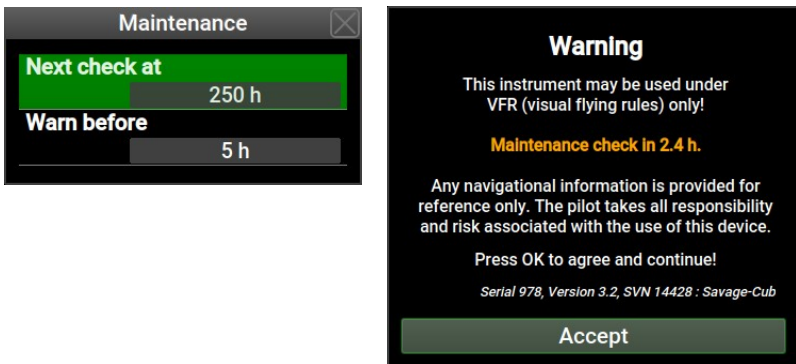 Maintenance
Next check at
250 h
Warn before
5 h
Warning
This instrument may be used under
VFR (visual flying rules) only!
Maintenance check in 2.4 h.
Any navigational information is provided for
reference only. The pilot takes all responsibility
and risk associated with the use of this device.
Press OK to agree and continue!
Serial 978, Version 3.2, SVN 14428 : Savage-Cub
Accept